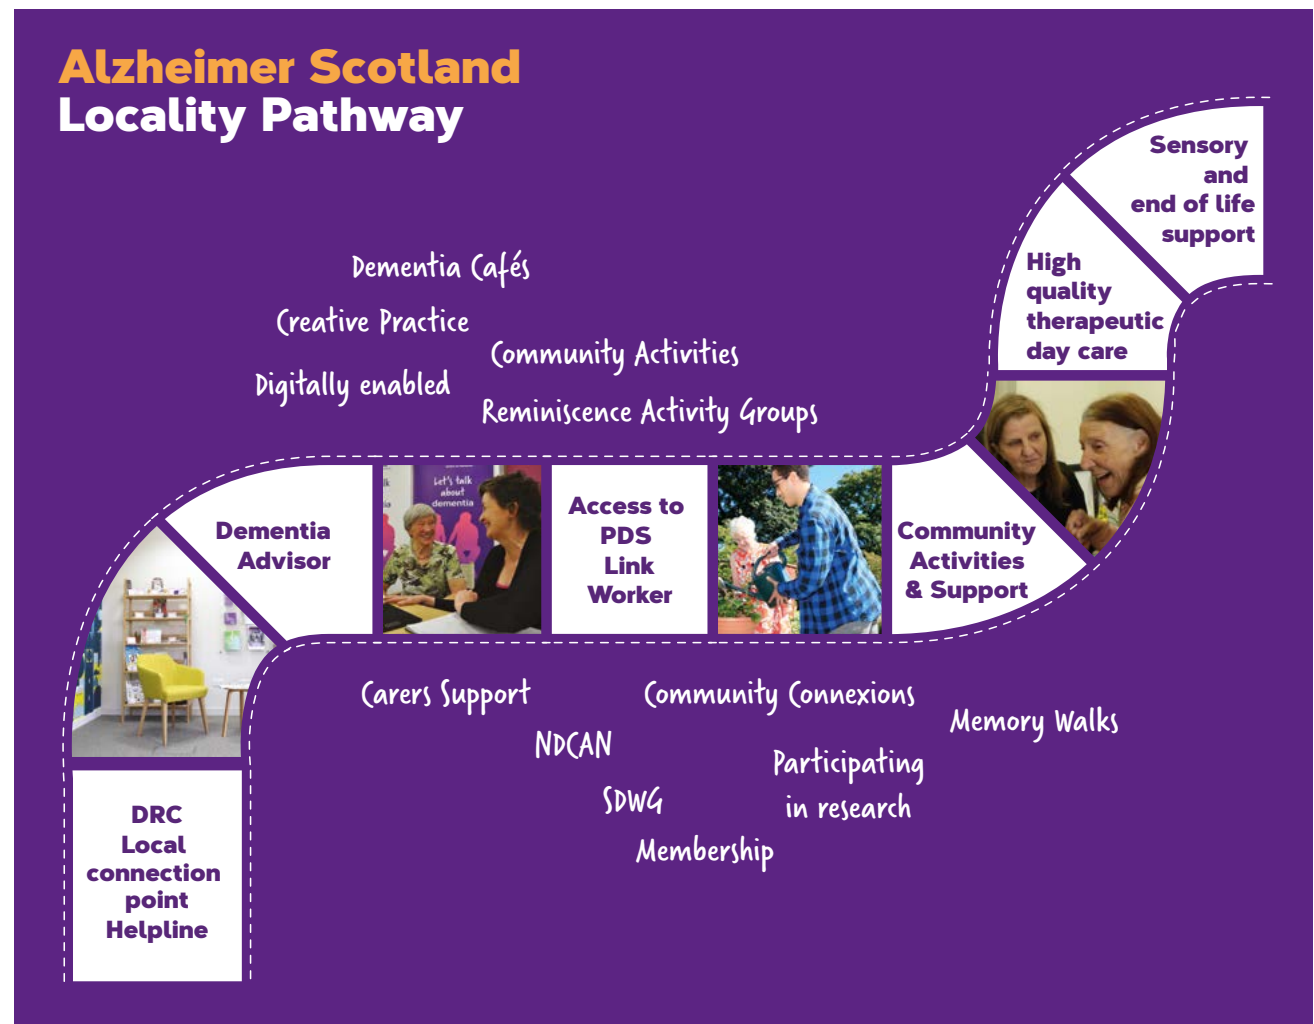 Alzheimer Scotland
Locality Pathway
Sensory
and
end of life
support
High
quality
therapeutic
day care
Dementia Cafés
Creative Practice
Community Activities
Digitally enabled
Reminiscence Activity Groups
Dementia
Advisor
Let's talk
about
dementia
Access to
PDS
Link
Worker
Community
Activities
& Support
Carers Support
Community Connexions
Memory Walks
NDCAN
Participating
in research
SDWG
Membership
DRC
Local
connection
point
Helpline